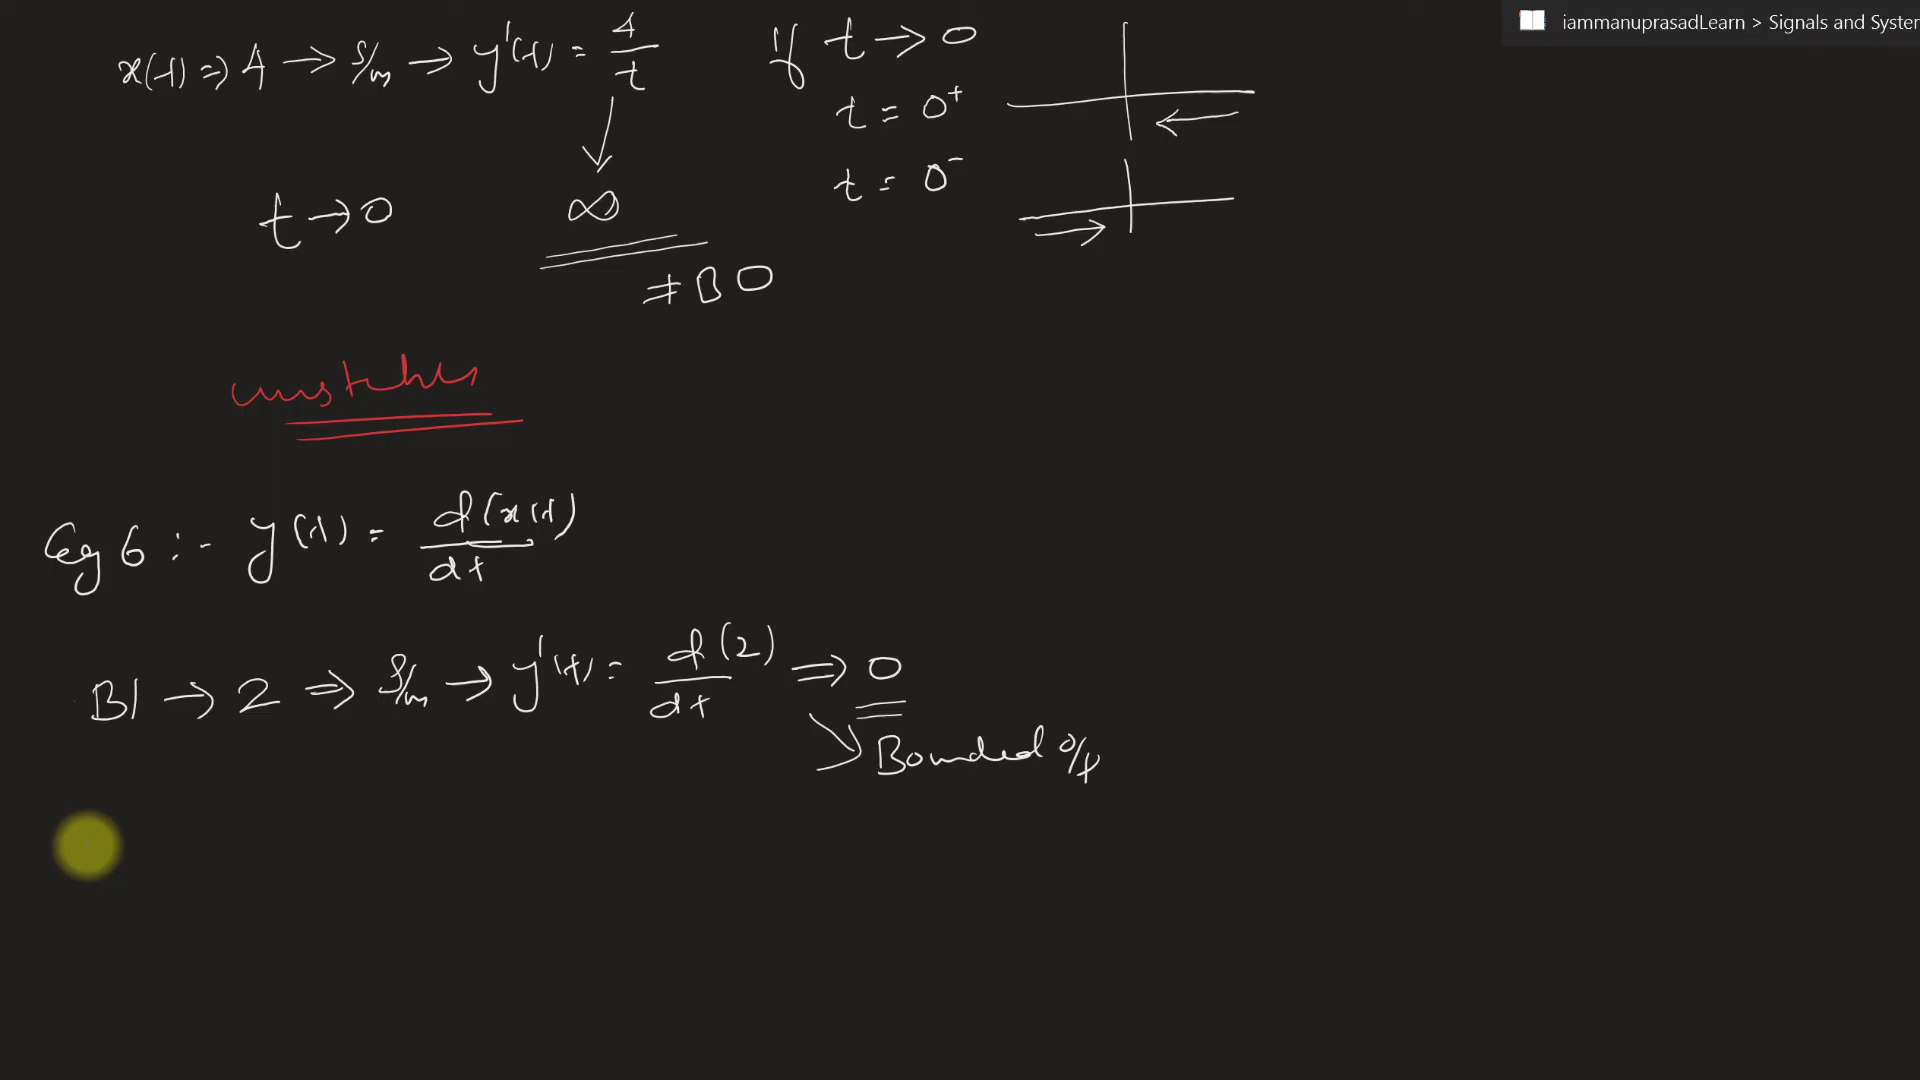 iammanuprasadLearn > Signals and Syster
x(t) ⇒ 4 → S/m → y'(t) = 4/t
If t → 0
t = 0⁺
t = 0⁻
t → 0
∞
≠ BO
Eg 6 :- y(t) = d(x(t))/dt
BI → 2 ⇒ S/m → y'(t) = d(2)/dt ⇒ 0
Bounded o/p